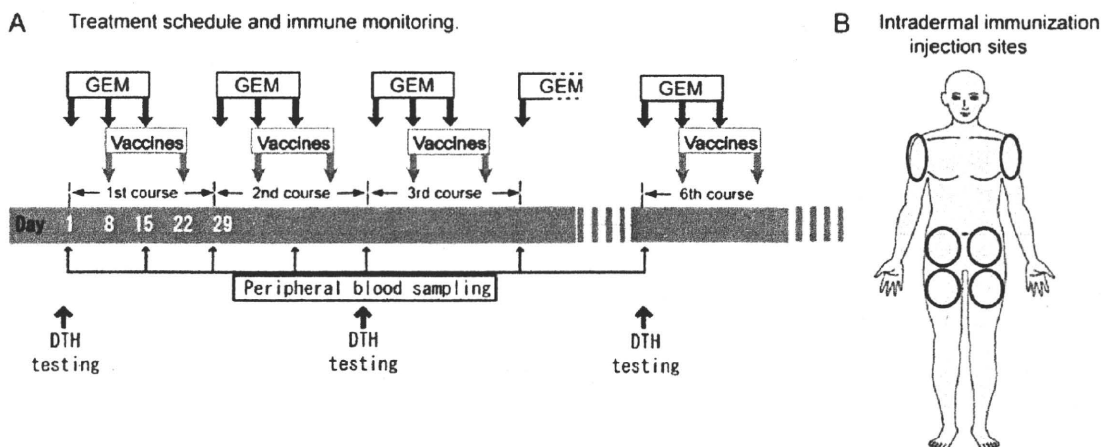 A Treatment schedule and immune monitoring.
GEM GEM GEM GEM GEM
Vaccines Vaccines Vaccines Vaccines
1st course 2nd course 3rd course 6th course
Day 1 8 15 22 29
Peripheral blood sampling
DTH DTH DTH
testing testing testing
B Intradermal immunization
injection sites